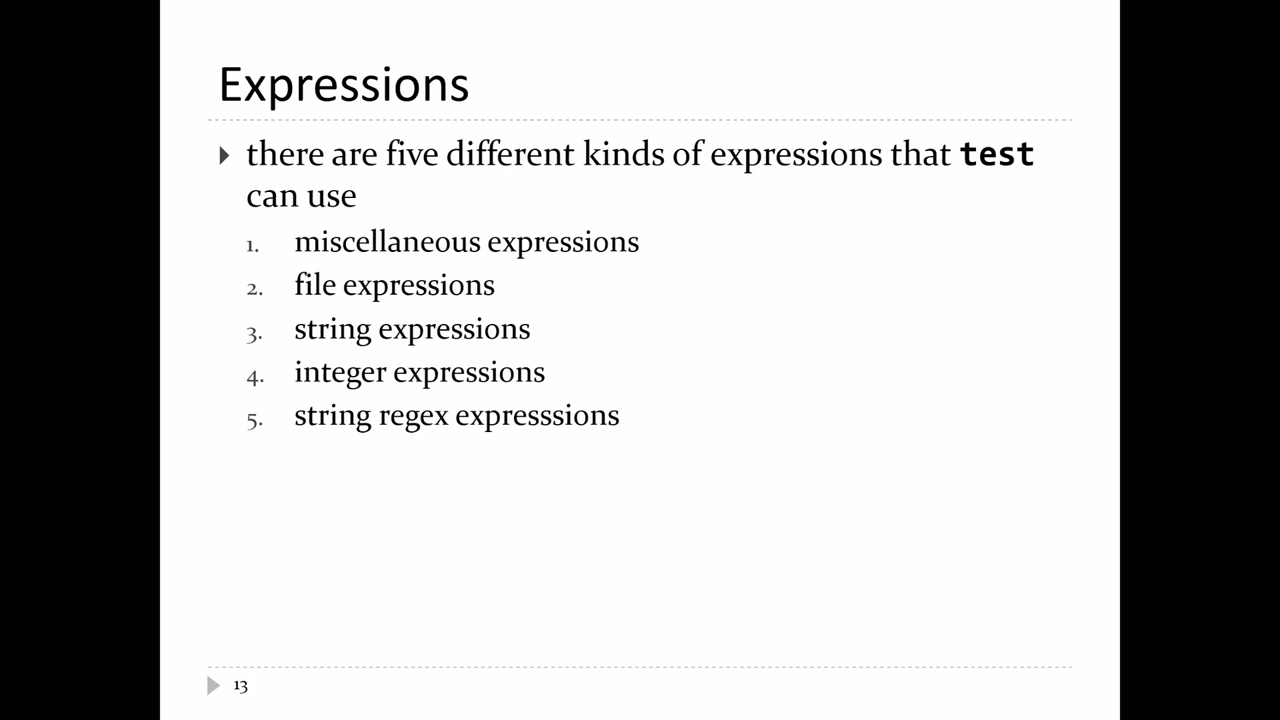 Expressions
there are five different kinds of expressions that test
can use
1. miscellaneous expressions
2. file expressions
3. string expressions
4. integer expressions
5. string regex expresssions
13